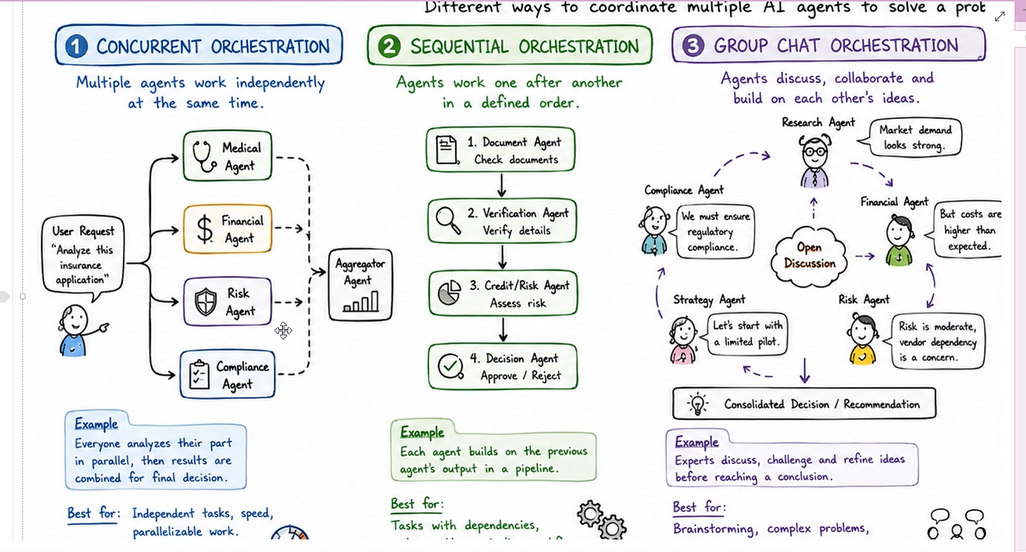 Different ways to coordinate multiple AI agents to solve a
1 CONCURRENT ORCHESTRATION
Multiple agents work independently
at the same time.
User Request
"Analyze this
insurance
application"
Medical
Agent
$ Financial
Agent
Risk
Agent
Compliance
Agent
Aggregator
Agent
Example
Everyone analyzes their part
in parallel, then results are
combined for final decision.
Best for: Independent tasks, speed,
parallelizable work.
2 SEQUENTIAL ORCHESTRATION
Agents work one after another
in a defined order.
1. Document Agent
Check documents
2. Verification Agent
Verify details
3. Credit/Risk Agent
Assess risk
4. Decision Agent
Approve / Reject
Example
Each agent builds on the previous
agent's output in a pipeline.
Best for:
Tasks with dependencies,
3 GROUP CHAT ORCHESTRATION
Agents discuss, collaborate and
build on each other's ideas.
Research Agent
Market demand
looks strong.
Compliance Agent
We must ensure
regulatory
compliance.
Financial Agent
But costs are
higher than
expected.
Open
Discussion
Strategy Agent
Let's start with
a limited pilot.
Risk Agent
Risk is moderate,
vendor dependency
is a concern.
Consolidated Decision / Recommendation
Example
Experts discuss, challenge and refine ideas
before reaching a conclusion.
Best for:
Brainstorming, complex problems,